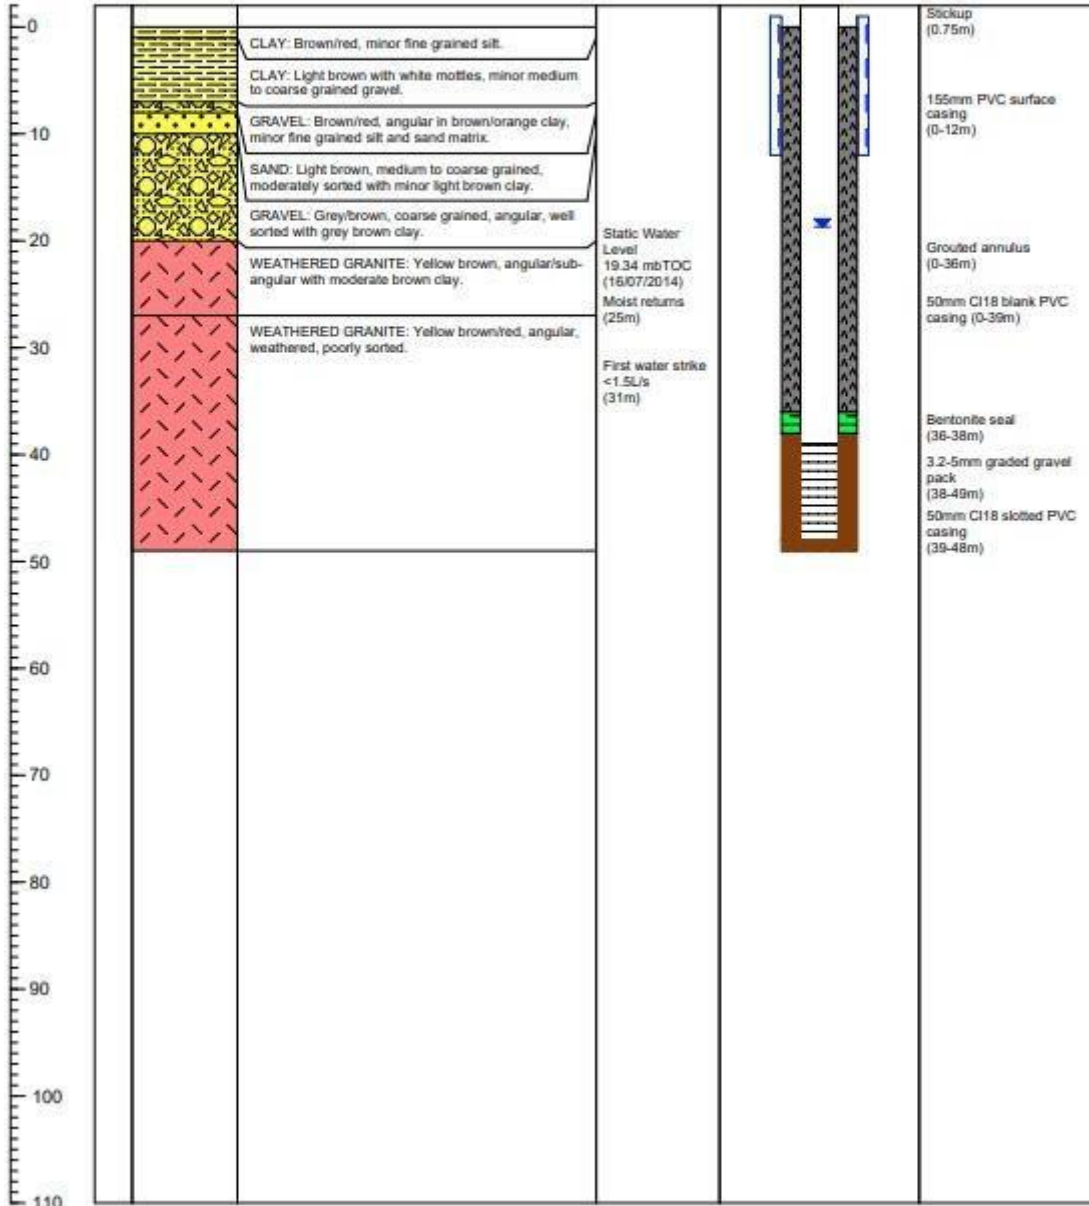 0
10
20
30
40
50
60
70
80
90
100
110
CLAY: Brown/red, minor fine grained silt.
CLAY: Light brown with white mottles, minor medium
to coarse grained gravel.
GRAVEL: Brown/red, angular in brown/orange clay,
minor fine grained silt and sand matrix.
SAND: Light brown, medium to coarse grained,
moderately sorted with minor light brown clay.
GRAVEL: Grey/brown, coarse grained, angular, well
sorted with grey brown clay.
WEATHERED GRANITE: Yellow brown, angular/sub-
angular with moderate brown clay.
WEATHERED GRANITE: Yellow brown/red, angular,
weathered, poorly sorted.
Static Water
Level
19.34 mbTOC
(16/07/2014)
Moist returns
(25m)
First water strike
<1.5L/s
(31m)
Stickup
(0.75m)
155mm PVC surface
casing
(0-12m)
Grouted annulus
(0-36m)
50mm Cl18 blank PVC
casing (0-39m)
Bentonite seal
(36-38m)
3.2-5mm graded gravel
pack
(38-49m)
50mm Cl18 slotted PVC
casing
(39-48m)